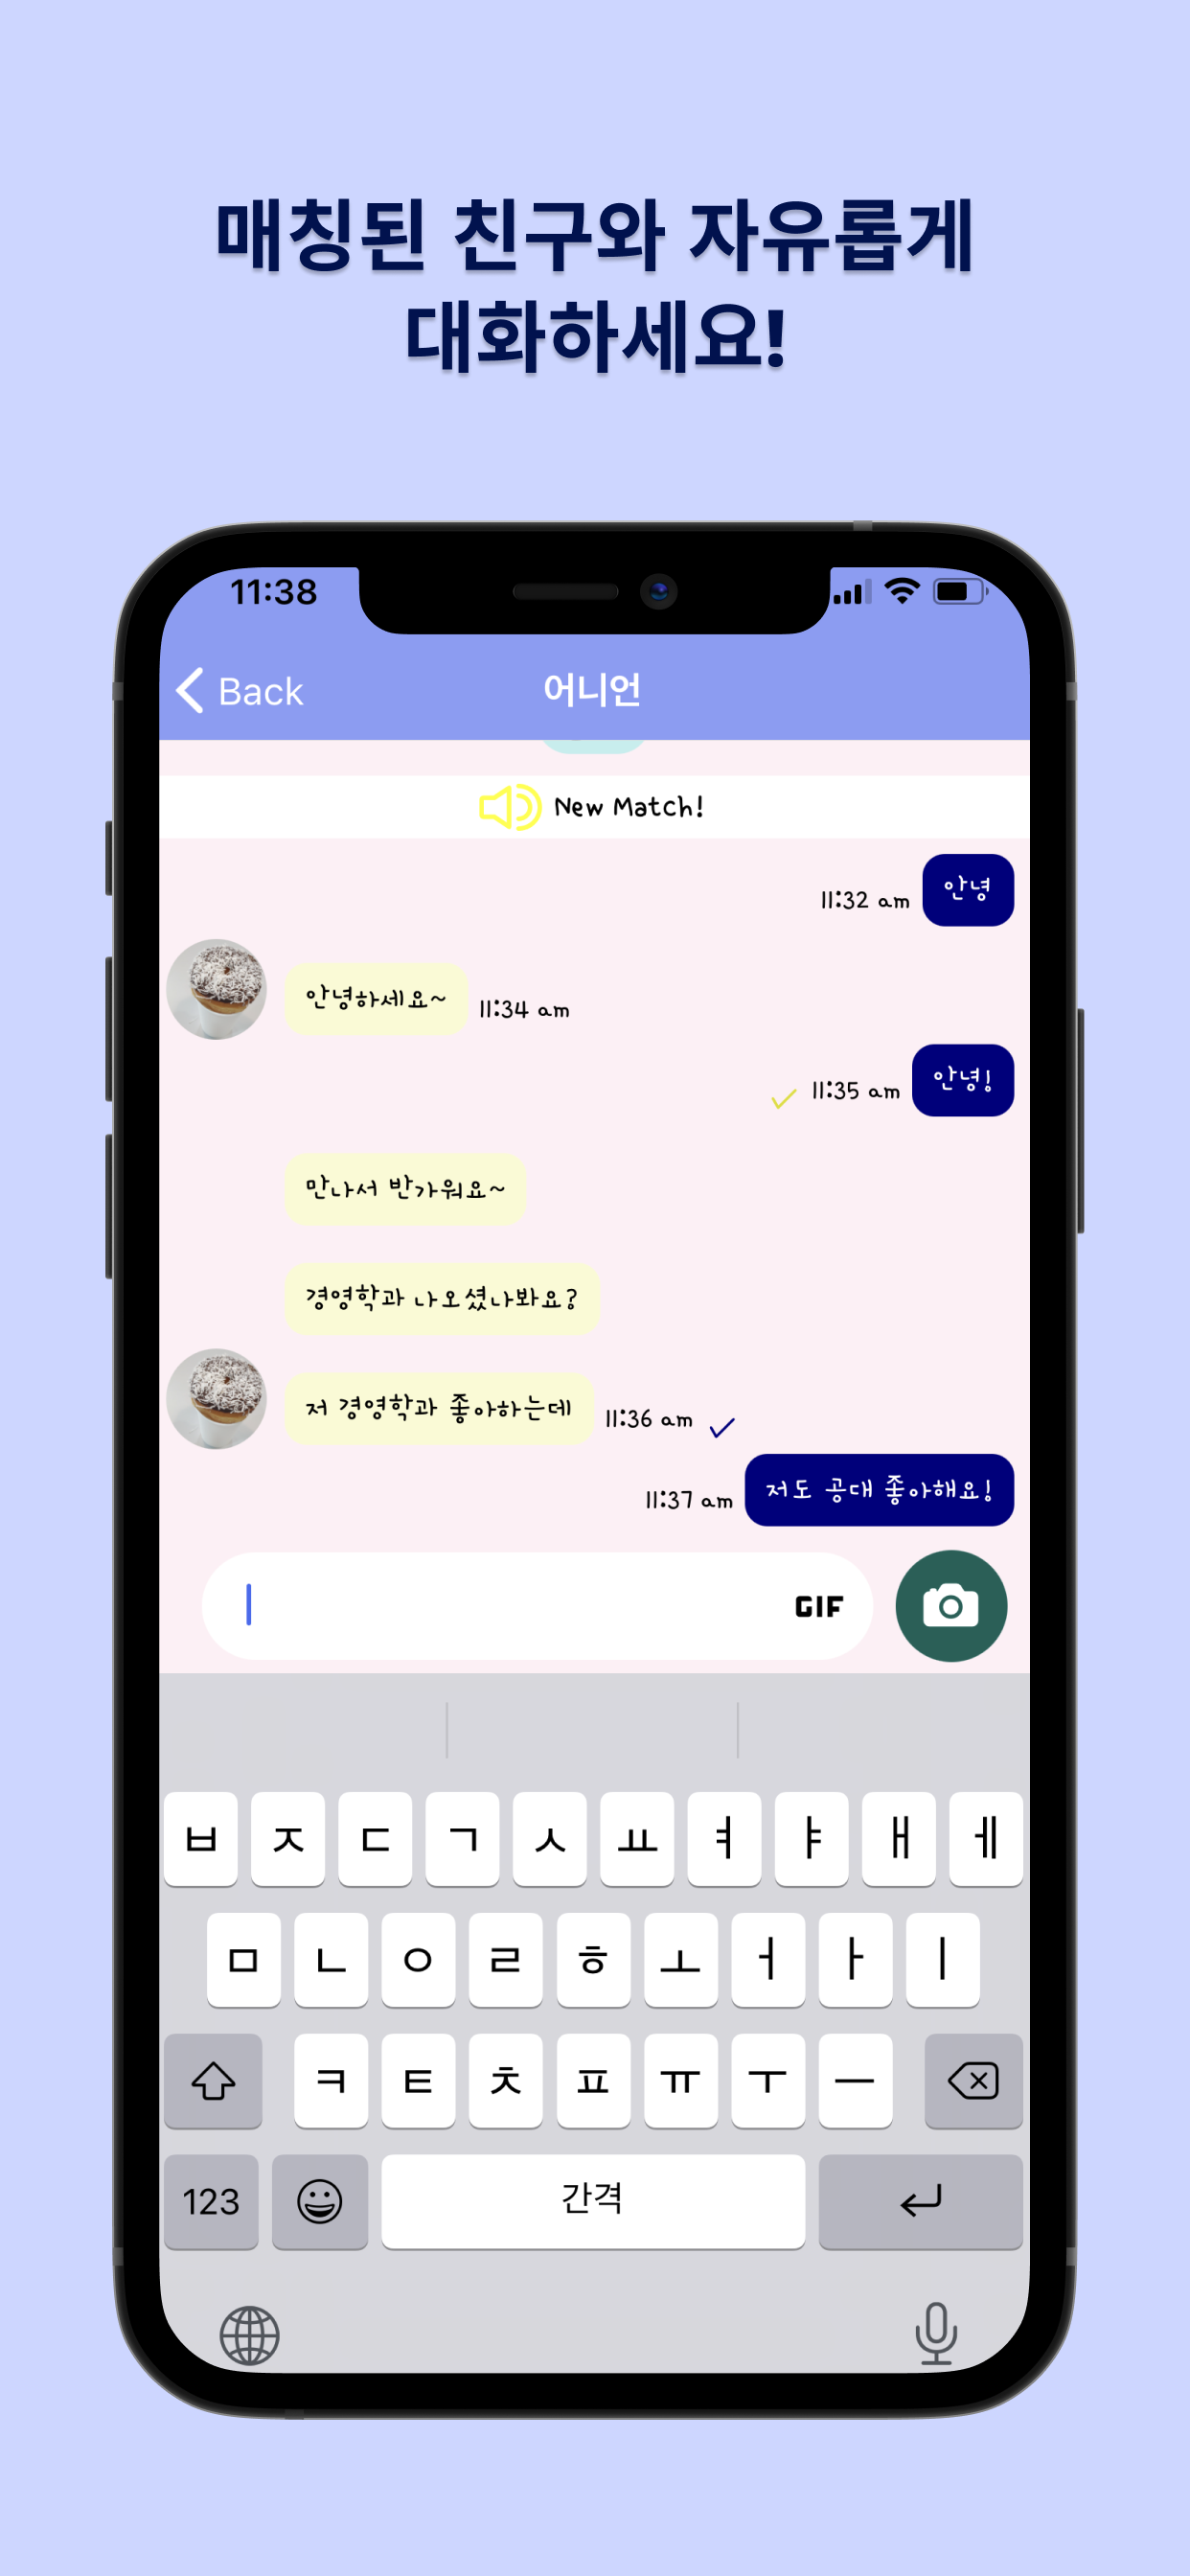 매칭된 친구와 자유롭게
대화하세요!
11:38
Back
어니언
New Match!
11:32 am 안녕
안녕하세요~ 11:34 am
11:35 am 안녕!
만나서 반가워요~
경영학과 나오셨나봐요?
저 경영학과 좋아하는데 11:36 am
11:37 am 저도 공대 좋아해요!
GIF
ㅂ ㅈ ㄷ ㄱ ㅅ ㅛ ㅕ ㅑ ㅐ ㅔ
ㅁ ㄴ ㅇ ㄹ ㅎ ㅗ ㅓ ㅏ ㅣ
ㅋ ㅌ ㅊ ㅍ ㅠ ㅜ ㅡ
123 간격